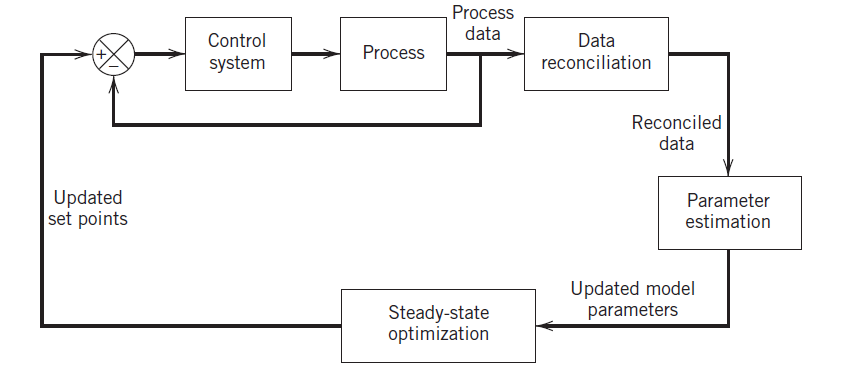 Process
data
Control
system
Process
Data
reconciliation
+
−
Reconciled
data
Updated
set points
Parameter
estimation
Updated model
parameters
Steady-state
optimization